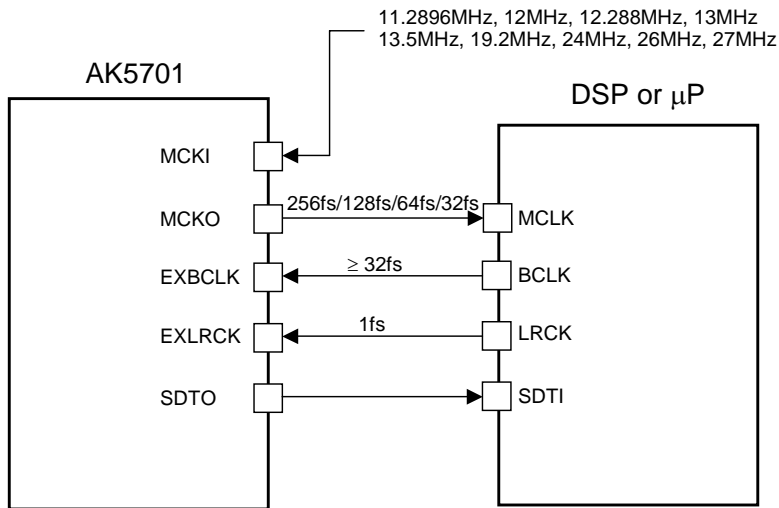 11.2896MHz, 12MHz, 12.288MHz, 13MHz
13.5MHz, 19.2MHz, 24MHz, 26MHz, 27MHz
AK5701
DSP or μP
MCKI
MCKO
256fs/128fs/64fs/32fs
MCLK
EXBCLK
≥ 32fs
BCLK
EXLRCK
1fs
LRCK
SDTO
SDTI